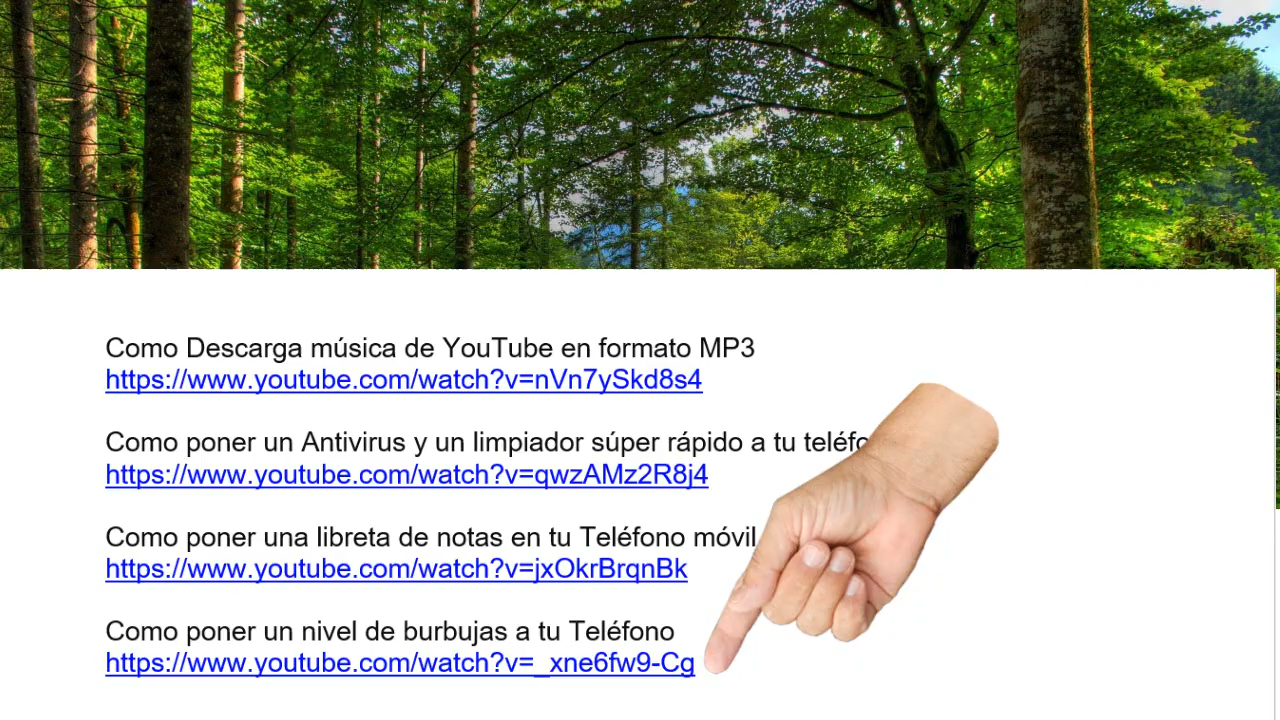 Como Descarga música de YouTube en formato MP3
https://www.youtube.com/watch?v=nVn7ySkd8s4
Como poner un Antivirus y un limpiador súper rápido a tu
https://www.youtube.com/watch?v=qwzAMz2R8j4
Como poner una libreta de notas en tu Teléfono móvil
https://www.youtube.com/watch?v=jxOkrBrqnBk
Como poner un nivel de burbujas a tu Teléfono
https://www.youtube.com/watch?v=_xne6fw9-Cg